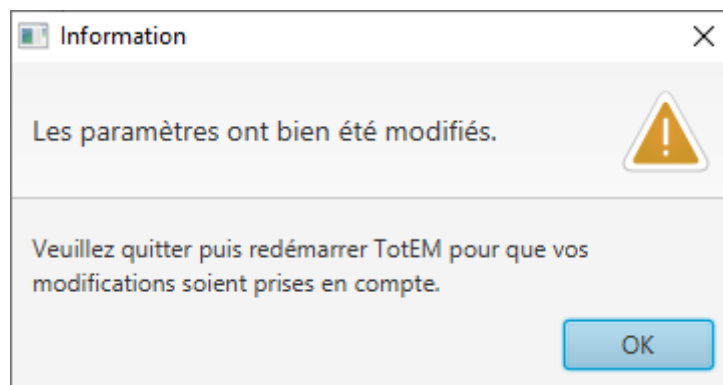 Information
Les paramètres ont bien été modifiés.
Veuillez quitter puis redémarrer TotEM pour que vos
modifications soient prises en compte.
OK